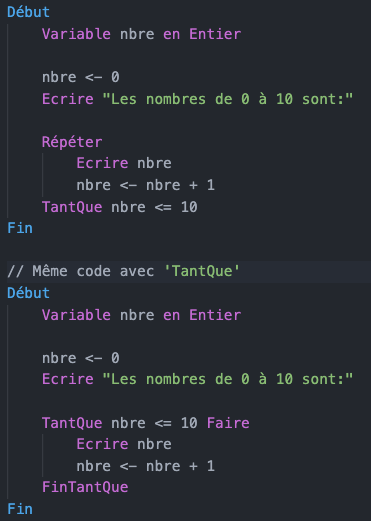 Début
Variable nbre en Entier
nbre <- 0
Ecrire "Les nombres de 0 à 10 sont:"
Répéter
Ecrire nbre
nbre <- nbre + 1
TantQue nbre <= 10
Fin
// Même code avec 'TantQue'
Début
Variable nbre en Entier
nbre <- 0
Ecrire "Les nombres de 0 à 10 sont:"
TantQue nbre <= 10 Faire
Ecrire nbre
nbre <- nbre + 1
FinTantQue
Fin